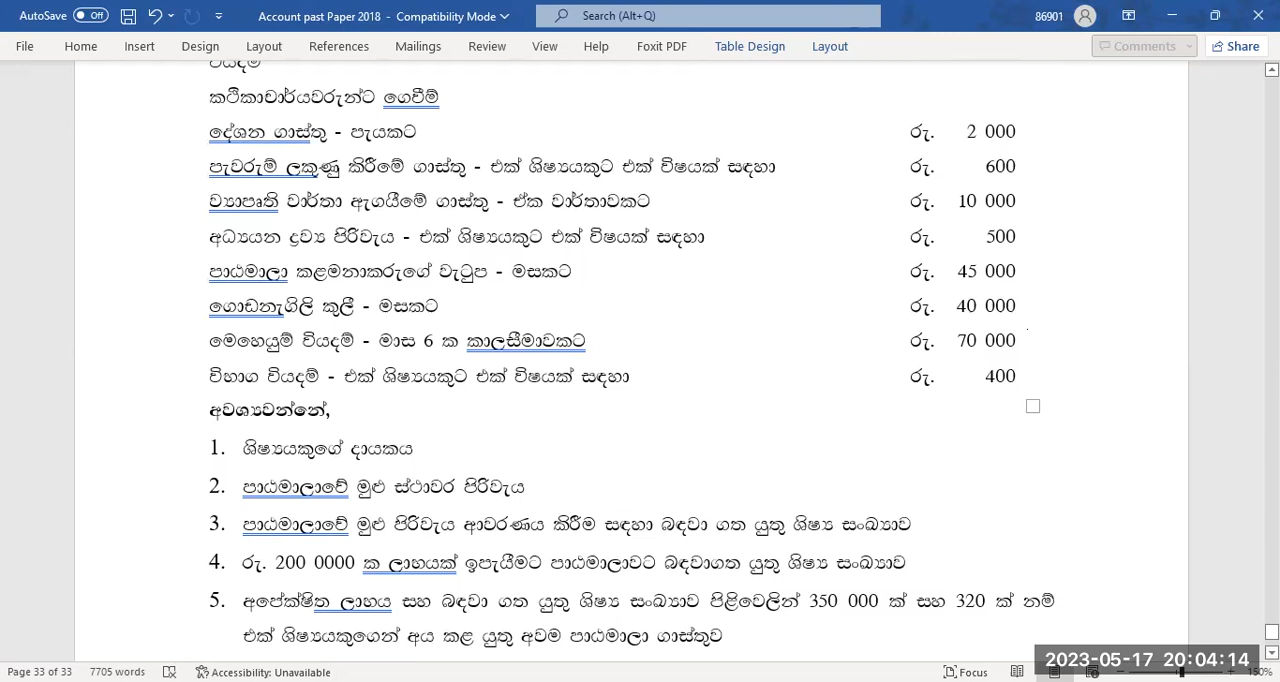 AutoSave Off Account past Paper 2018 - Compatibility Mode Search (Alt+Q) 86901
File Home Insert Design Layout References Mailings Review View Help Foxit PDF Table Design Layout Comments Share
වියදම්
කථිකාචාර්යවරුන්ට ගෙවීම්
දේශන ගාස්තු - පැයකට රු. 2 000
පැවරුම් ලකුණු කිරීමේ ගාස්තු - එක් ශිෂ්‍යයකුට එක් විෂයක් සඳහා රු. 600
ව්‍යාපෘති වාර්තා ඇගයීමේ ගාස්තු - ඒක වාර්තාවකට රු. 10 000
අධ්‍යයන ද්‍රව්‍ය පිරිවැය - එක් ශිෂ්‍යයකුට එක් විෂයක් සඳහා රු. 500
පාඨමාලා කළමනාකරුගේ වැටුප - මසකට රු. 45 000
ගොඩනැගිලි කුලී - මසකට රු. 40 000
මෙහෙයුම් වියදම් - මාස 6 ක කාලසීමාවකට රු. 70 000
විභාග වියදම් - එක් ශිෂ්‍යයකුට එක් විෂයක් සඳහා රු. 400
අවශ්‍යවන්නේ,
1. ශිෂ්‍යයකුගේ දායකය
2. පාඨමාලාවේ මුළු ස්ථාවර පිරිවැය
3. පාඨමාලාවේ මුළු පිරිවැය ආවරණය කිරීම සඳහා බඳවා ගත යුතු ශිෂ්‍ය සංඛ්‍යාව
4. රු. 200 0000 ක ලාභයක් ඉපැයීමට පාඨමාලාවට බඳවාගත යුතු ශිෂ්‍ය සංඛ්‍යාව
5. අපේක්ෂිත ලාභය සහ බඳවා ගත යුතු ශිෂ්‍ය සංඛ්‍යාව පිළිවෙලින් 350 000 ක් සහ 320 ක් නම්
එක් ශිෂ්‍යයකුගෙන් අය කළ යුතු අවම පාඨමාලා ගාස්තුව
2023-05-17 20:04:14
Page 33 of 33 7705 words Accessibility: Unavailable Focus 150%